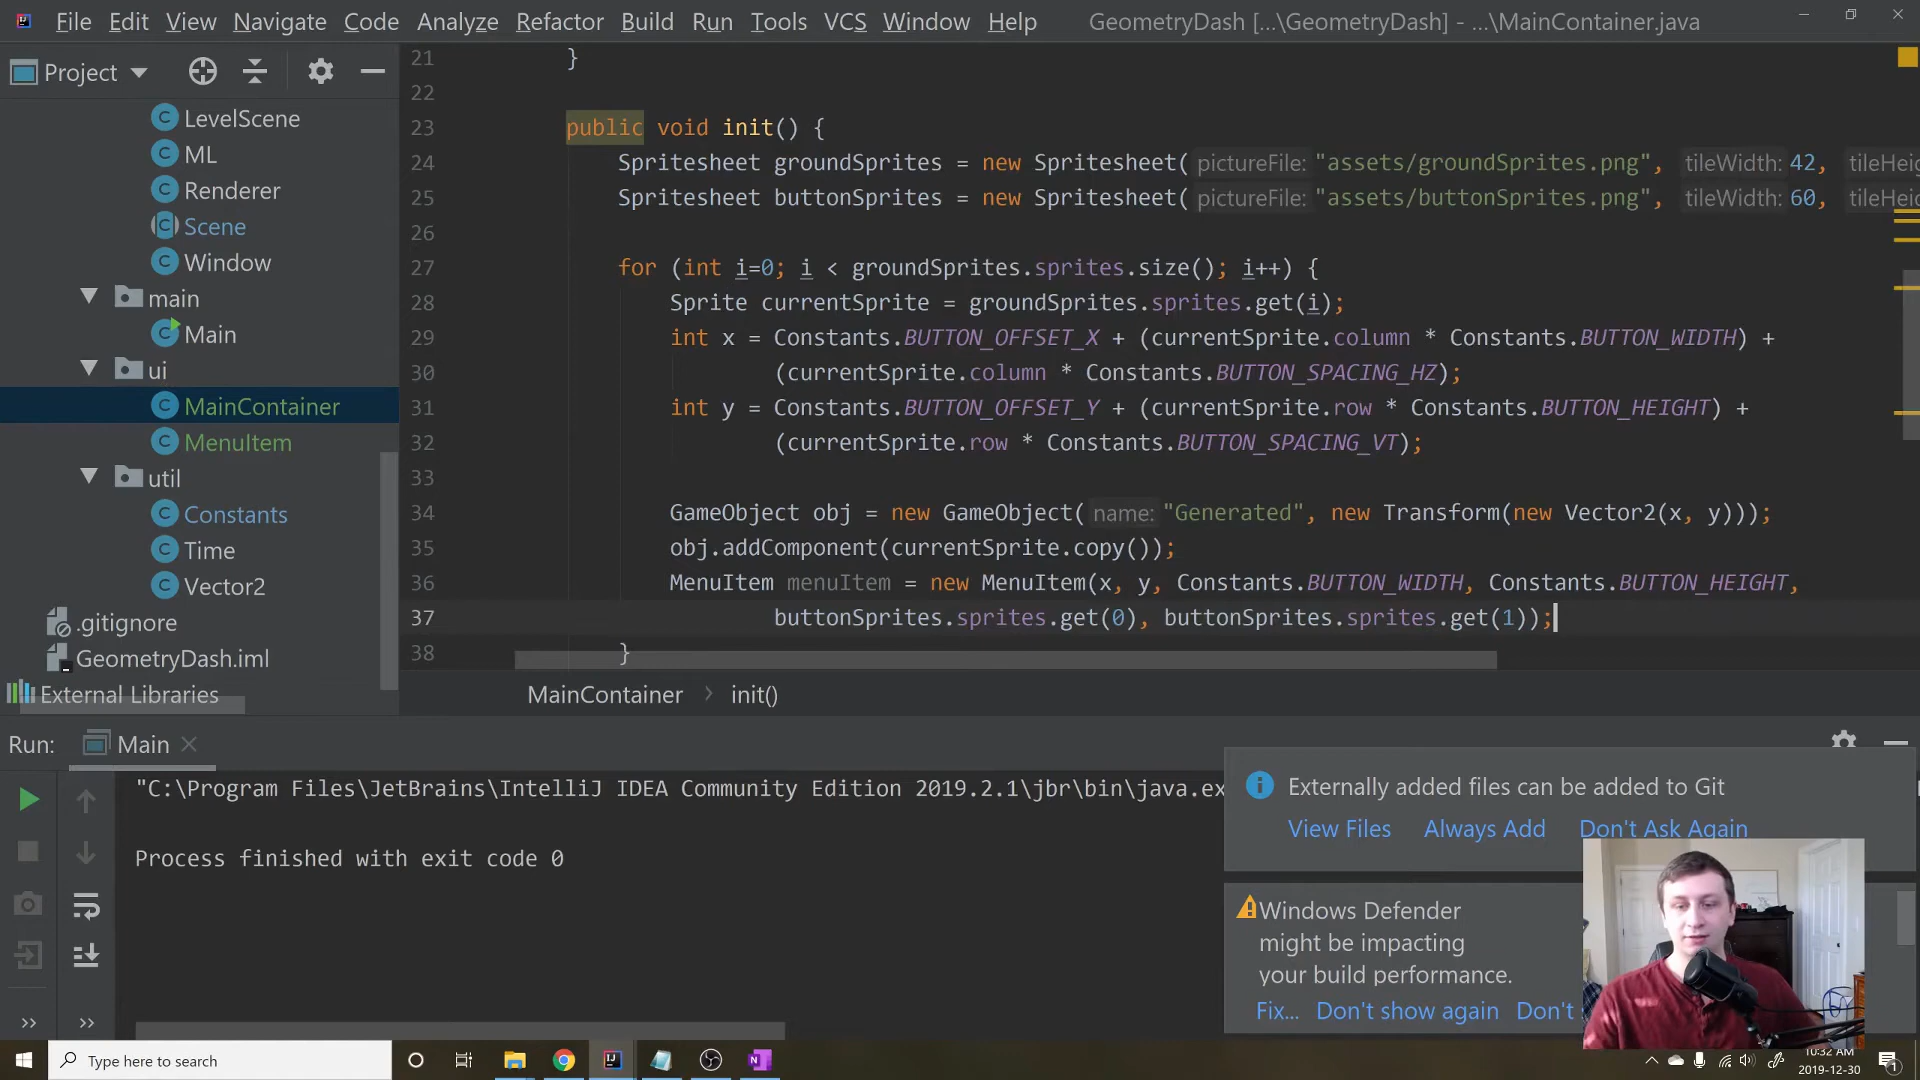 File Edit View Navigate Code Analyze Refactor Build Run Tools VCS Window Help GeometryDash [...\GeometryDash] - ...\MainContainer.java
Project
LevelScene
ML
Renderer
Scene
Window
main
Main
ui
MainContainer
MenuItem
util
Constants
Time
Vector2
.gitignore
GeometryDash.iml
External Libraries
21 }
22
23 public void init() {
24 Spritesheet groundSprites = new Spritesheet( pictureFile: "assets/groundSprites.png", tileWidth: 42, tileHeig
25 Spritesheet buttonSprites = new Spritesheet( pictureFile: "assets/buttonSprites.png", tileWidth: 60, tileHeig
26
27 for (int i=0; i < groundSprites.sprites.size(); i++) {
28 Sprite currentSprite = groundSprites.sprites.get(i);
29 int x = Constants.BUTTON_OFFSET_X + (currentSprite.column * Constants.BUTTON_WIDTH) +
30 (currentSprite.column * Constants.BUTTON_SPACING_HZ);
31 int y = Constants.BUTTON_OFFSET_Y + (currentSprite.row * Constants.BUTTON_HEIGHT) +
32 (currentSprite.row * Constants.BUTTON_SPACING_VT);
33
34 GameObject obj = new GameObject( name: "Generated", new Transform(new Vector2(x, y)));
35 obj.addComponent(currentSprite.copy());
36 MenuItem menuItem = new MenuItem(x, y, Constants.BUTTON_WIDTH, Constants.BUTTON_HEIGHT,
37 buttonSprites.sprites.get(0), buttonSprites.sprites.get(1));
38 }
MainContainer > init()
Run: Main
"C:\Program Files\JetBrains\IntelliJ IDEA Community Edition 2019.2.1\jbr\bin\java.ex
Process finished with exit code 0
Externally added files can be added to Git
View Files Always Add Don't Ask Again
Windows Defender
might be impacting
your build performance.
Fix... Don't show again Don't
Type here to search
10:32 AM
2019-12-30